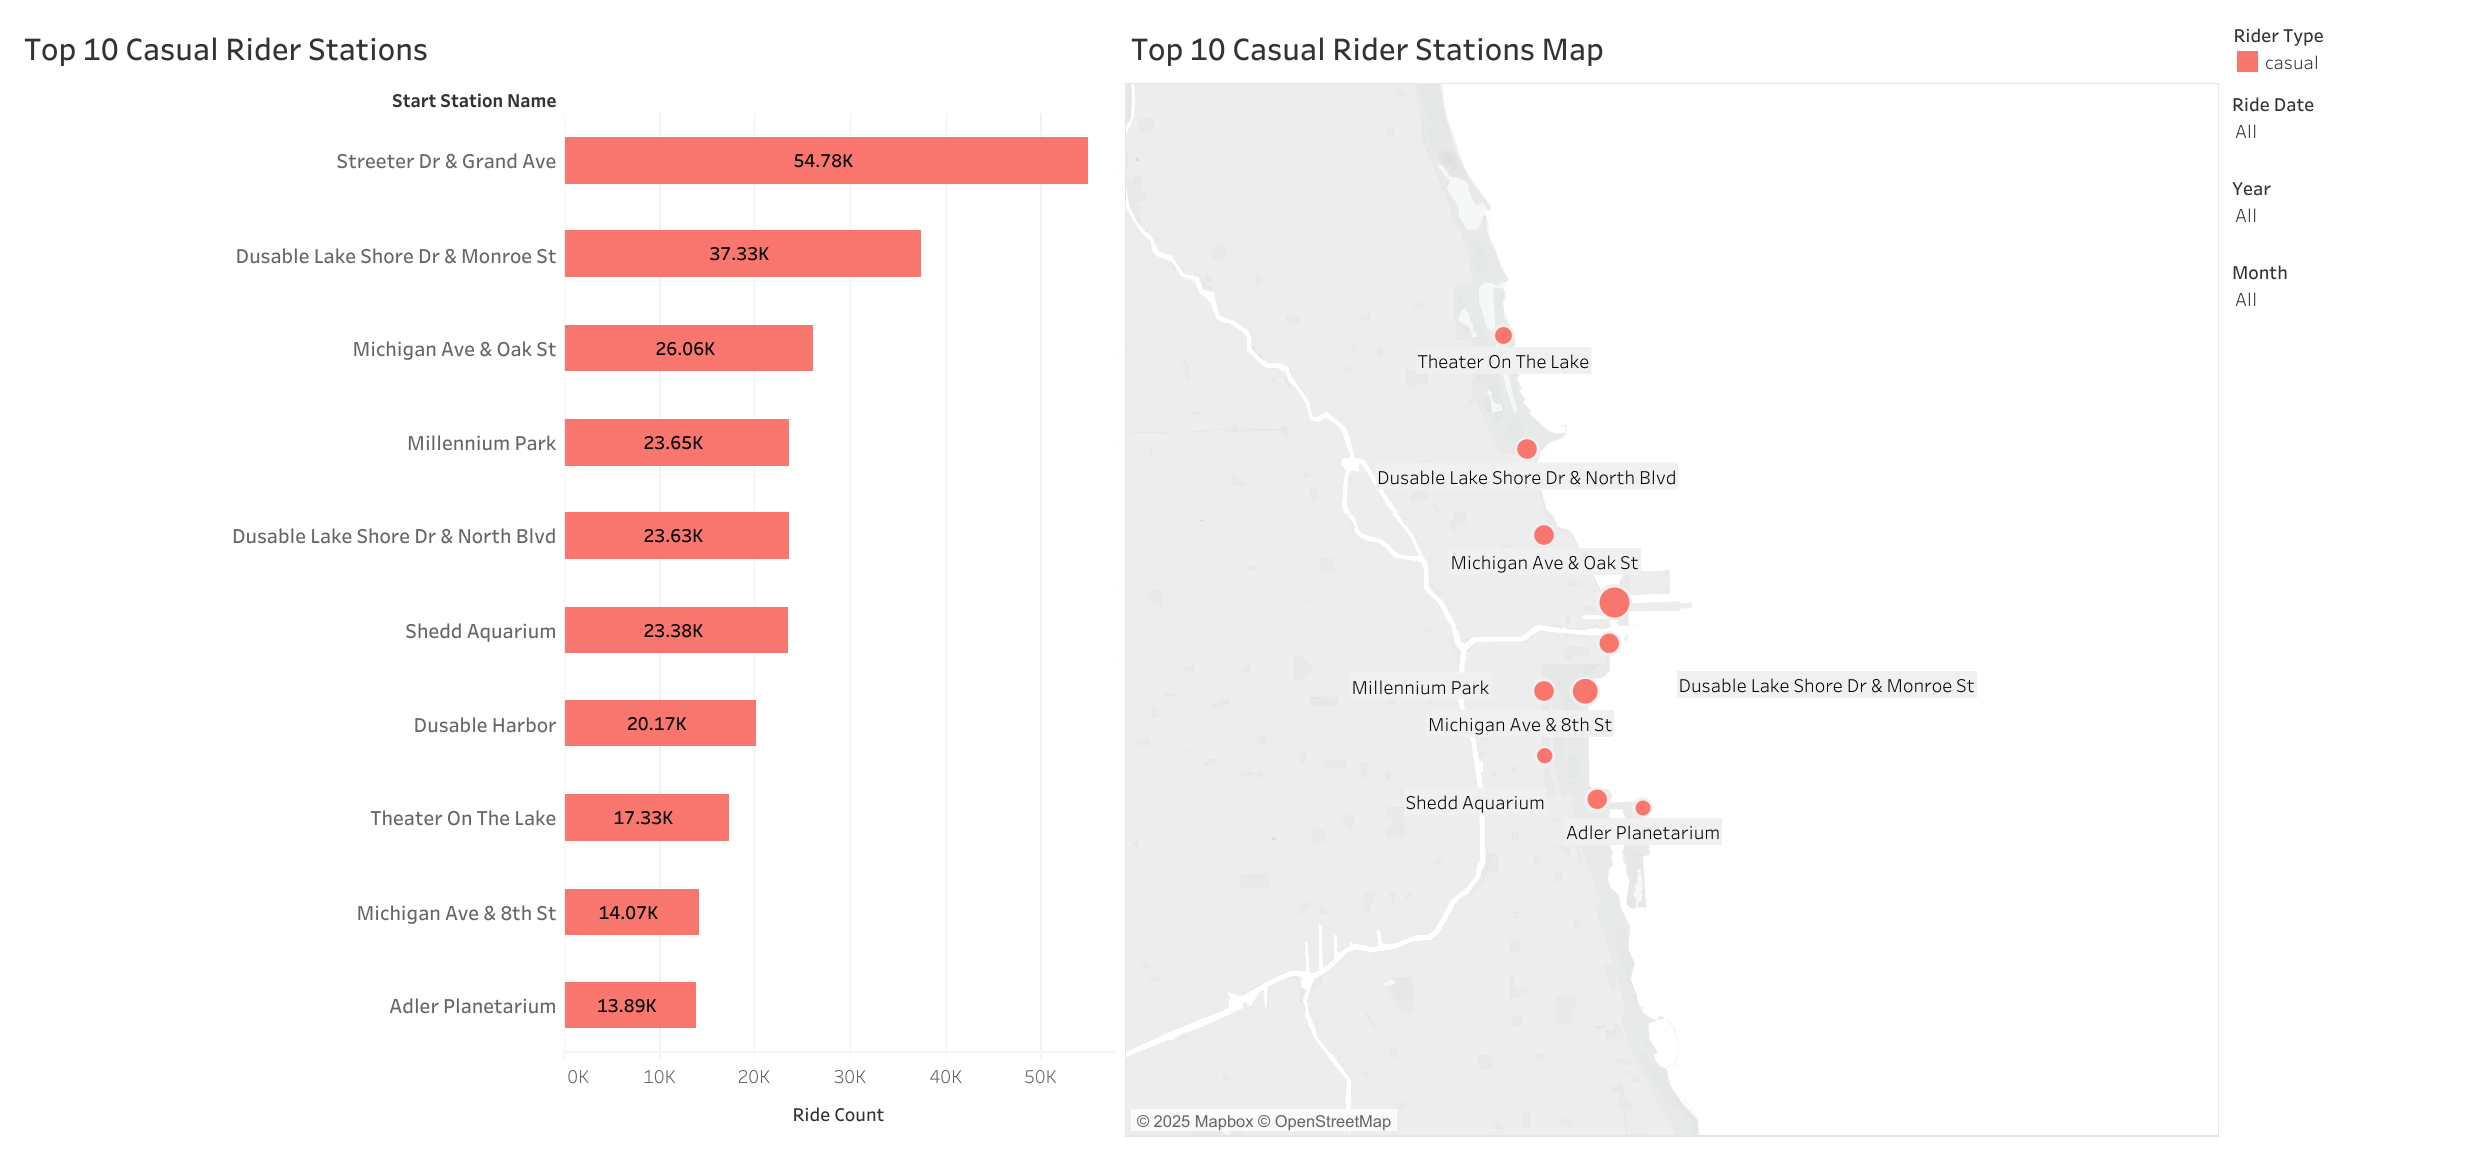 Top 10 Casual Rider Stations
Start Station Name
Streeter Dr & Grand Ave
54.78K
Dusable Lake Shore Dr & Monroe St
37.33K
Michigan Ave & Oak St
26.06K
Millennium Park
23.65K
Dusable Lake Shore Dr & North Blvd
23.63K
Shedd Aquarium
23.38K
Dusable Harbor
20.17K
Theater On The Lake
17.33K
Michigan Ave & 8th St
14.07K
Adler Planetarium
13.89K
0K 10K 20K 30K 40K 50K
Ride Count
Top 10 Casual Rider Stations Map
Theater On The Lake
Dusable Lake Shore Dr & North Blvd
Michigan Ave & Oak St
Millennium Park
Dusable Lake Shore Dr & Monroe St
Michigan Ave & 8th St
Shedd Aquarium
Adler Planetarium
© 2025 Mapbox © OpenStreetMap
Rider Type
casual
Ride Date
All
Year
All
Month
All